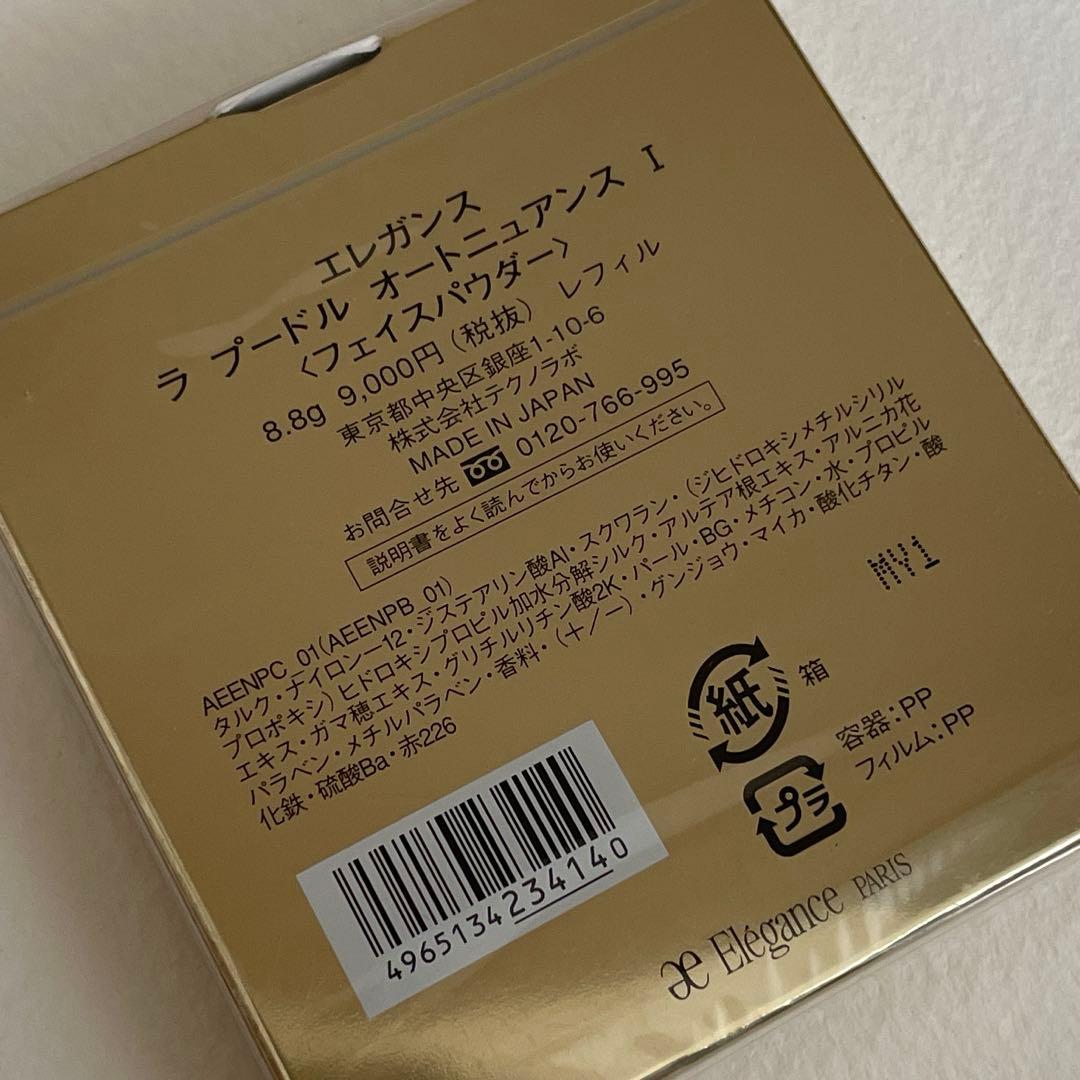 エレガンス
ラ プードル オートニュアンス I
〈フェイスパウダー〉
8.8g 9,000円（税抜） レフィル
東京都中央区銀座1-10-6
株式会社テクノラボ
MADE IN JAPAN
お問合せ先 0120-766-995
説明書をよく読んでからお使いください。
AEENPC_01(AEENPB_01)
タルク・ナイロン－12・ジステアリン酸Al・スクワラン・（ジヒドロキシメチルシリル
プロポキシ）ヒドロキシプロピル加水分解シルク・アルテア根エキス・アルニカ花
エキス・ガマ穂エキス・グリチルリチン酸2K・パール・BG・メチコン・水・プロピル
パラベン・メチルパラベン・香料・（＋／－）・グンジョウ・マイカ・酸化チタン・酸
化鉄・硫酸Ba・赤226
MV1
紙 箱
プラ 容器：PP
フィルム：PP
4965134234140
æ Elégance PARIS